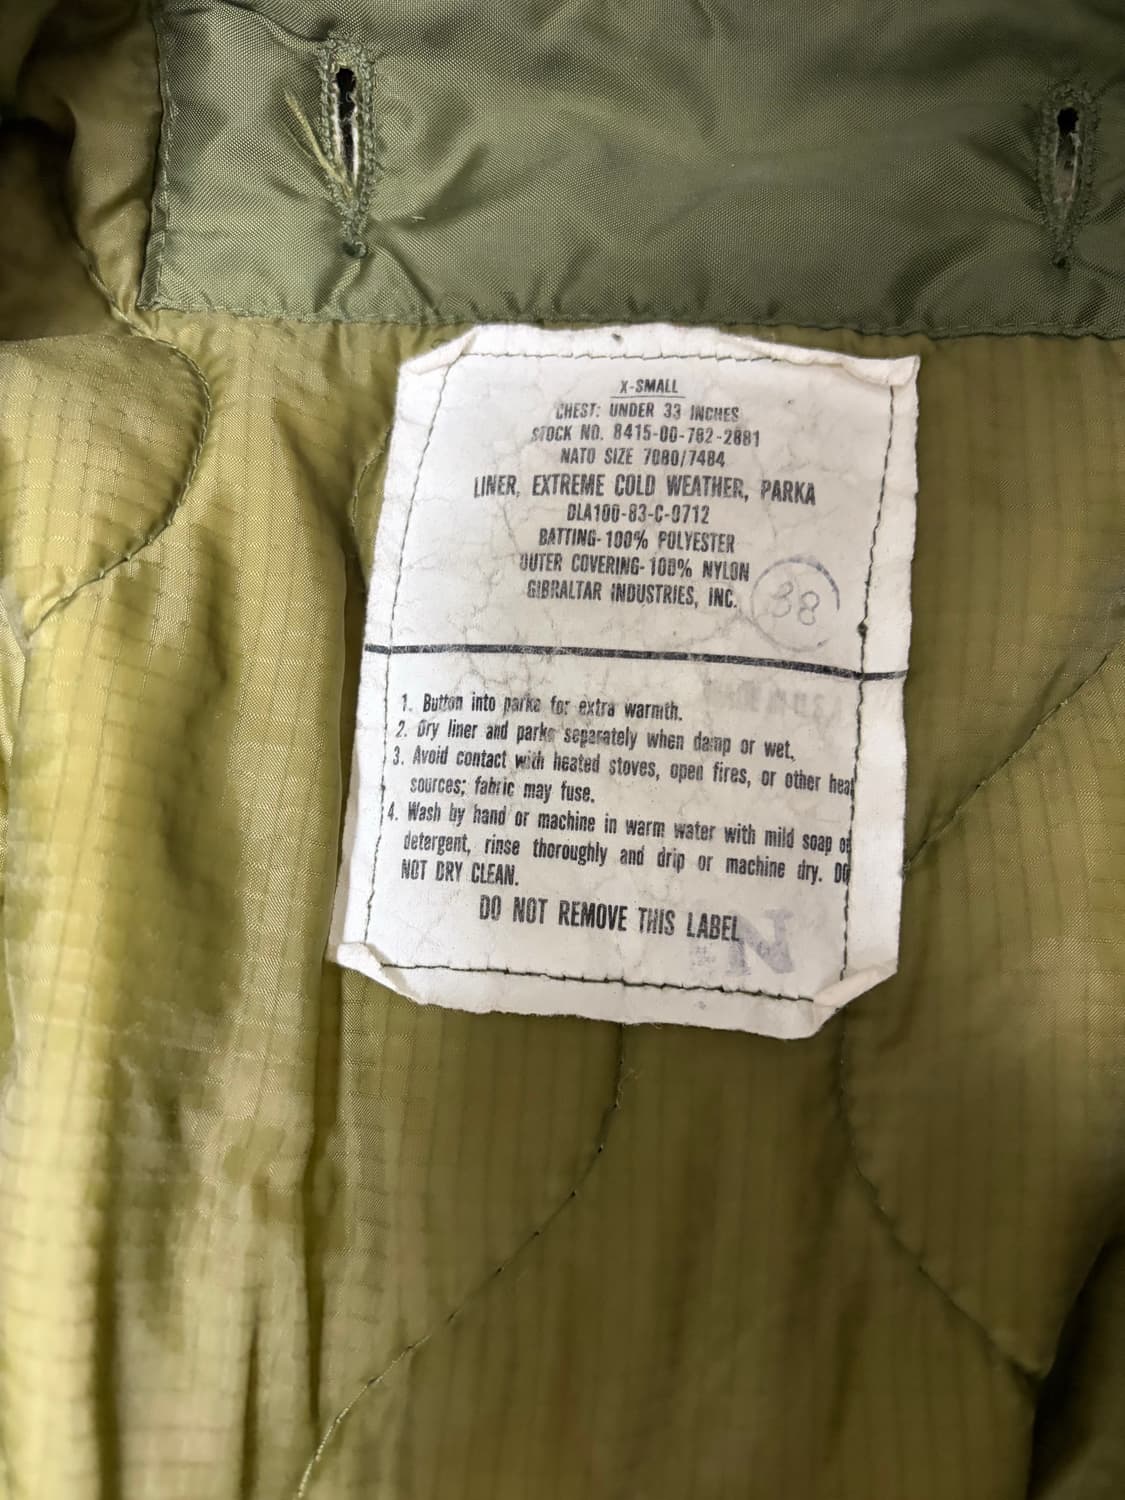 X-SMALL
CHEST: UNDER 33 INCHES
STOCK NO. 8415-00-782-2881
NATO SIZE 7080/7484
LINER, EXTREME COLD WEATHER, PARKA
DLA100-83-C-0712
BATTING-100% POLYESTER
OUTER COVERING-100% NYLON
GIBRALTAR INDUSTRIES, INC.
38
1. Button into parka for extra warmth.
2. Dry liner and parka separately when damp or wet.
3. Avoid contact with heated stoves, open fires, or other heat
sources; fabric may fuse.
4. Wash by hand or machine in warm water with mild soap or
detergent, rinse thoroughly and drip or machine dry. DO
NOT DRY CLEAN.
DO NOT REMOVE THIS LABEL